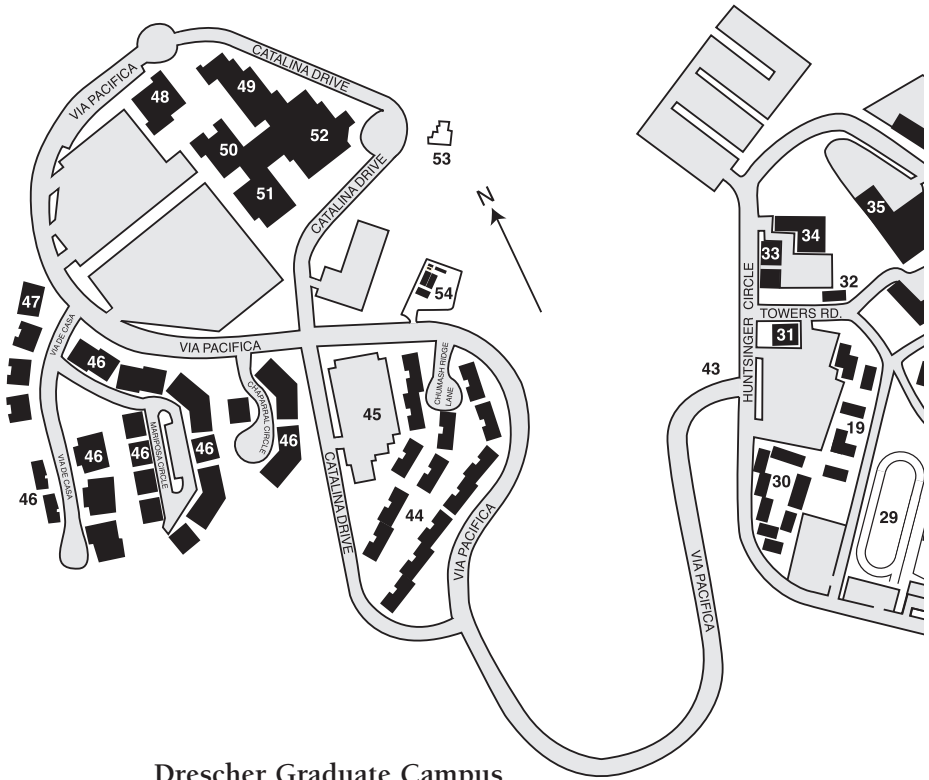 CATALINA DRIVE
VIA PACIFICA
49
48
52
35
50
53
51
CATALINA DRIVE
N
34
33
54
32
47
HUNTSINGER CIRCLE
TOWERS RD.
VIA DE CASA
31
VIA PACIFICA
46
CHUMASH RIDGE
LANE
43
CHAPARRAL CIRCLE
45
19
46
46
46
46
MARIPOSA CIRCLE
VIA DE CASA
46
CATALINA DRIVE
30
44
29
VIA PACIFICA
VIA PACIFICA
Drescher Graduate Campus